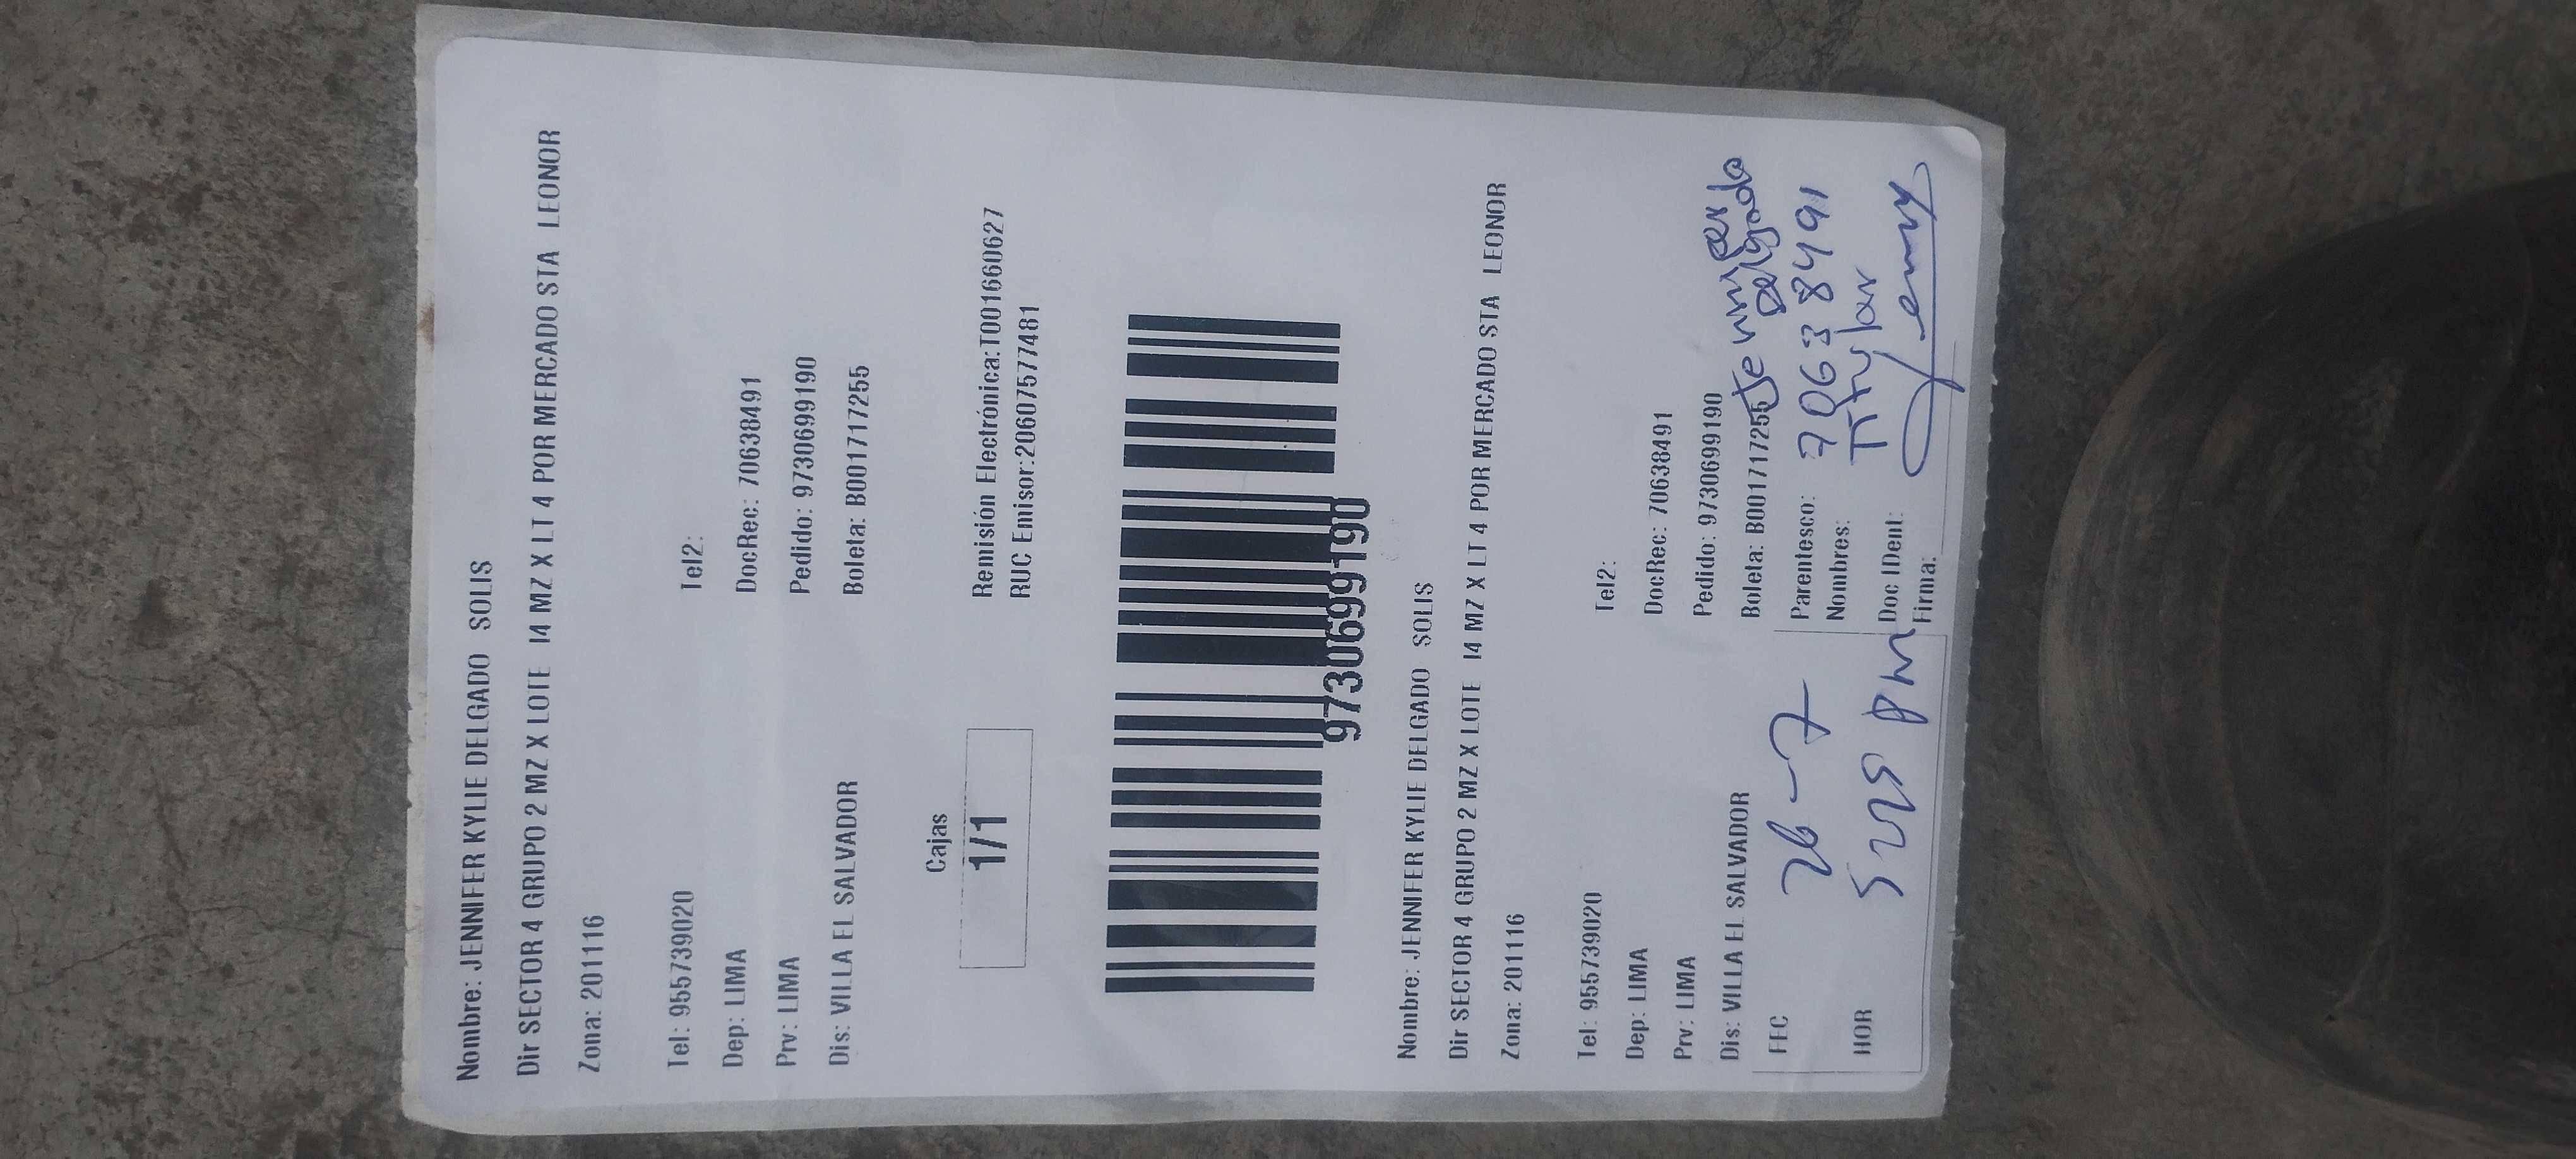 Nombre: JENNIFER KYLIE DELGADO SOLIS
Dir SECTOR 4 GRUPO 2 MZ X LOTE 14 MZ X LT 4 POR MERCADO STA LEONOR
Zona: 201116
Tel: 955739020 Tel2:
Dep: LIMA DocRec: 70638491
Prv: LIMA Pedido: 9730699190
Dis: VILLA EL SALVADOR Boleta: B001717255
Cajas
1/1
Remisión Electrónica:T001660627
RUC Emisor:20607577481
9730699190
Nombre: JENNIFER KYLIE DELGADO SOLIS
Dir SECTOR 4 GRUPO 2 MZ X LOTE 14 MZ X LT 4 POR MERCADO STA LEONOR
Zona: 201116
Tel: 955739020 Tel2:
Dep: LIMA DocRec: 70638491
Prv: LIMA Pedido: 9730699190
Dis: VILLA EL SALVADOR Boleta: B001717255
Jennifer
Delgado
FEC 26-7 Parentesco: 70638491
Nombres: Titular
HOR 5:25 pm Doc IDent:
Firma: